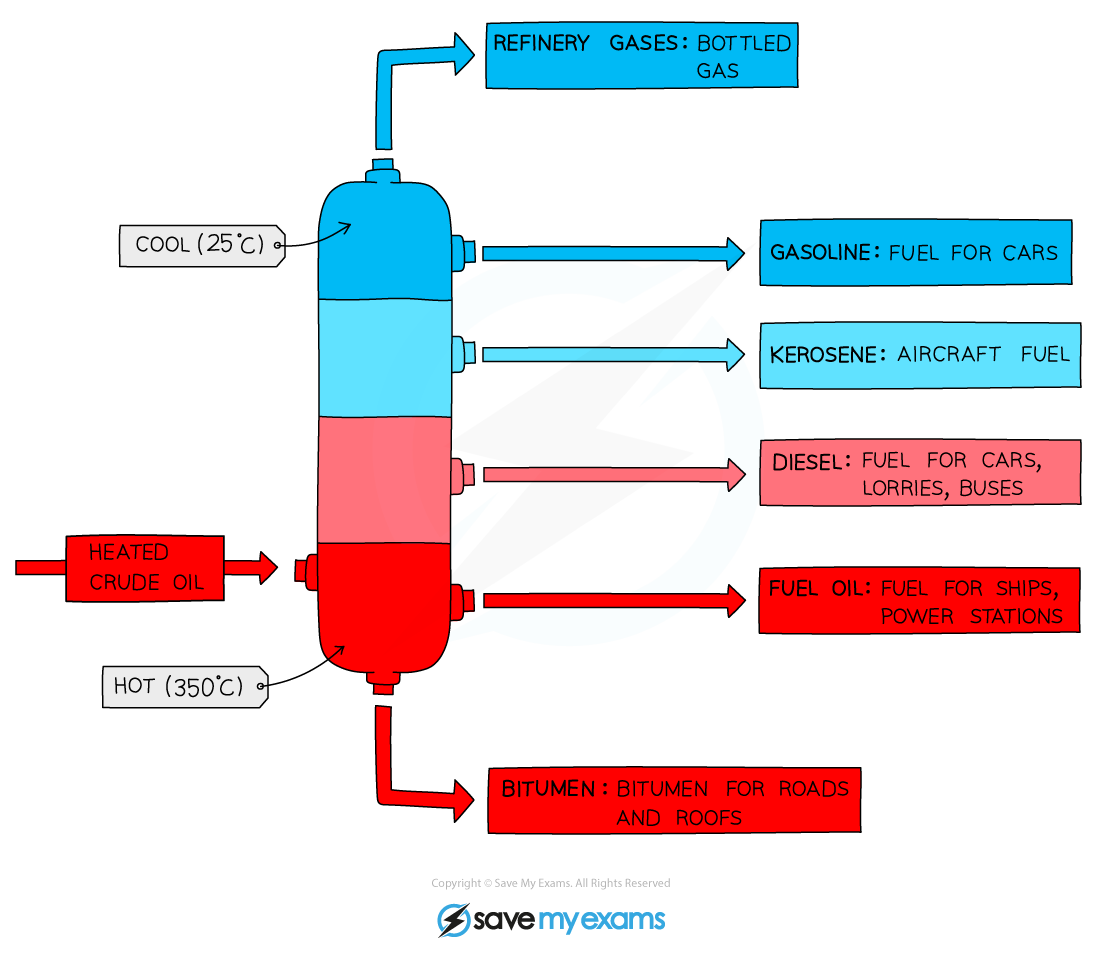 REFINERY GASES: BOTTLED
GAS
COOL (25°C)
GASOLINE: FUEL FOR CARS
KEROSENE: AIRCRAFT FUEL
DIESEL: FUEL FOR CARS,
LORRIES, BUSES
HEATED
CRUDE OIL
FUEL OIL: FUEL FOR SHIPS,
POWER STATIONS
HOT (350°C)
BITUMEN: BITUMEN FOR ROADS
AND ROOFS
Copyright © Save My Exams. All Rights Reserved
save my exams